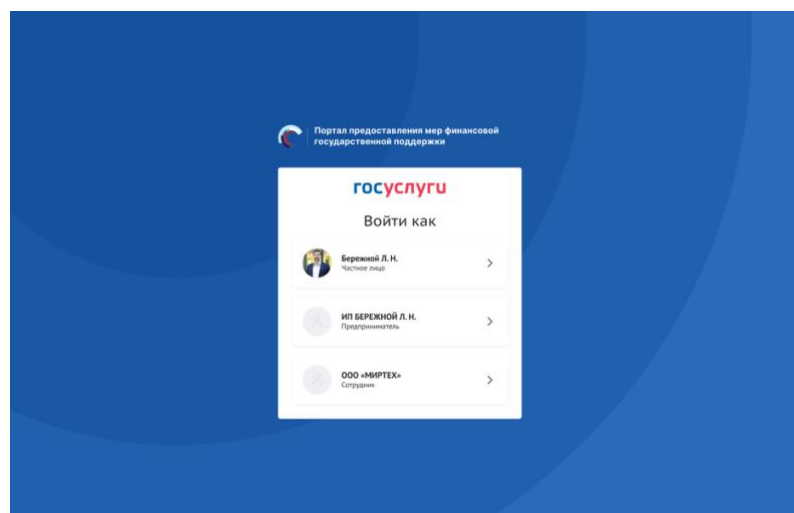 Портал предоставления мер финансовой
государственной поддержки
госуслуги
Войти как
Бережной Л. Н.
Частное лицо
ИП БЕРЕЖНОЙ Л. Н.
Предприниматель
ООО «МИРТЕХ»
Сотрудник